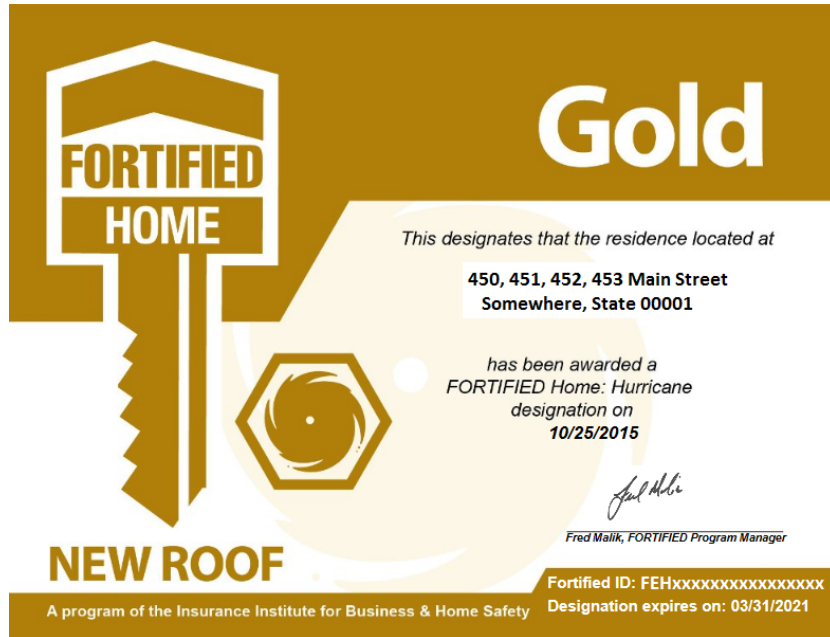 FORTIFIED
HOME
Gold
This designates that the residence located at
450, 451, 452, 453 Main Street
Somewhere, State 00001
has been awarded a
FORTIFIED Home: Hurricane
designation on
10/25/2015
Fred Malik, FORTIFIED Program Manager
NEW ROOF
A program of the Insurance Institute for Business & Home Safety
Fortified ID: FEHxxxxxxxxxxxxxxxxx
Designation expires on: 03/31/2021